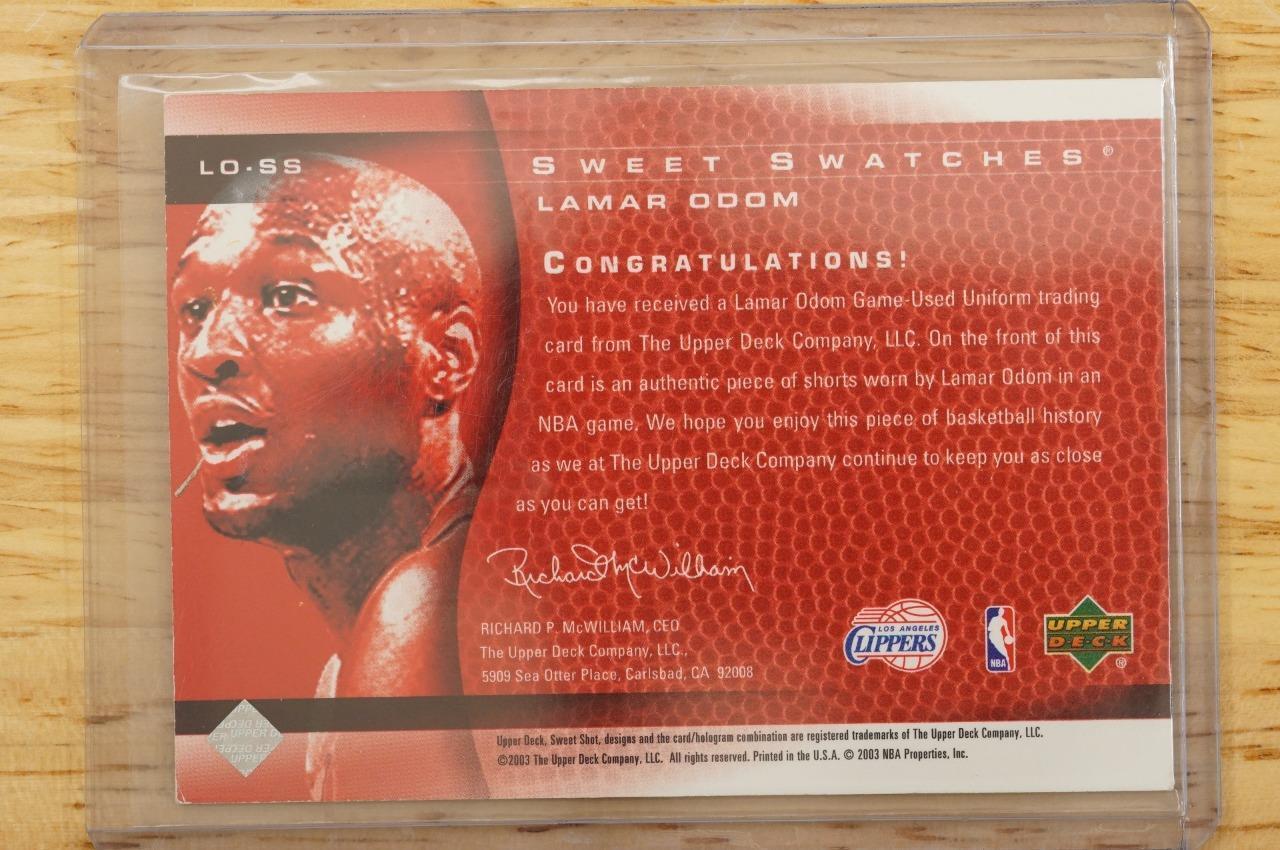 LO·SS
SWEET SWATCHES®
LAMAR ODOM
CONGRATULATIONS!
You have received a Lamar Odom Game-Used Uniform trading
card from The Upper Deck Company, LLC. On the front of this
card is an authentic piece of shorts worn by Lamar Odom in an
NBA game. We hope you enjoy this piece of basketball history
as we at The Upper Deck Company continue to keep you as close
as you can get!
Richard McWilliam
RICHARD P. McWILLIAM, CEO
The Upper Deck Company, LLC.,
5909 Sea Otter Place, Carlsbad, CA 92008
LOS ANGELES
CLIPPERS
NBA
UPPER
DECK®
UPPER D
UPPER
Upper Deck, Sweet Shot, designs and the card/hologram combination are registered trademarks of The Upper Deck Company, LLC.
©2003 The Upper Deck Company, LLC. All rights reserved. Printed in the U.S.A. © 2003 NBA Properties, Inc.